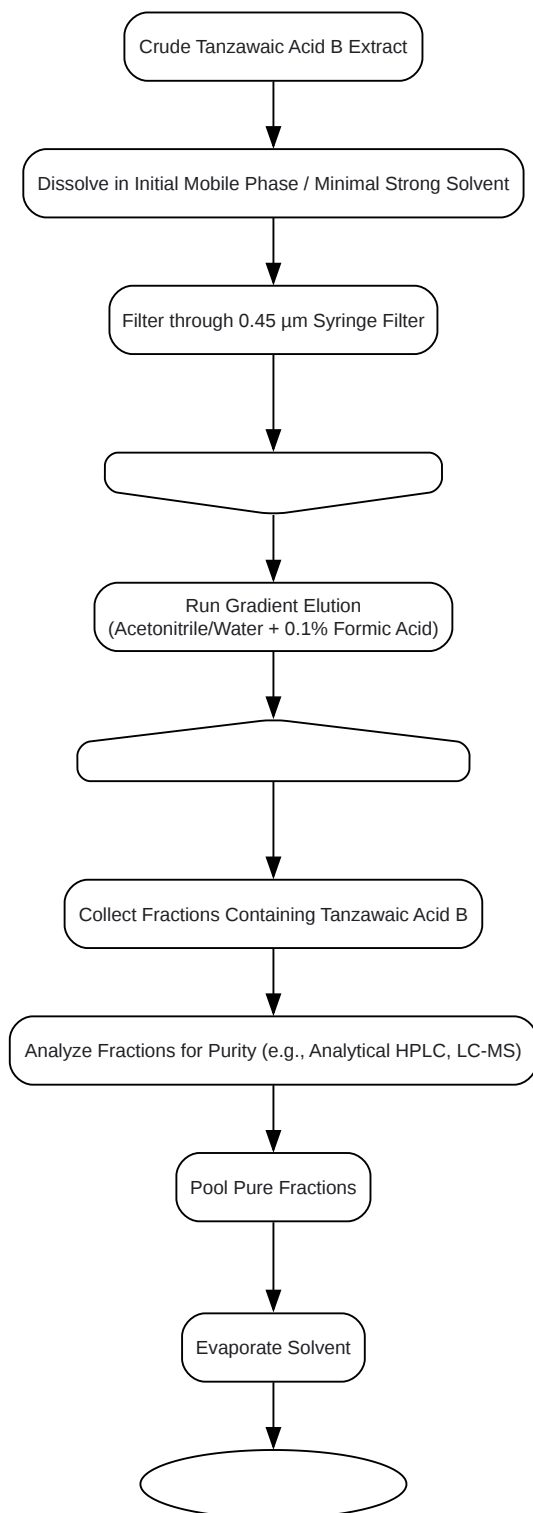 Crude Tanzawaic Acid B Extract
Dissolve in Initial Mobile Phase / Minimal Strong Solvent
Filter through 0.45 µm Syringe Filter
Run Gradient Elution
(Acetonitrile/Water + 0.1% Formic Acid)
Collect Fractions Containing Tanzawaic Acid B
Analyze Fractions for Purity (e.g., Analytical HPLC, LC-MS)
Pool Pure Fractions
Evaporate Solvent